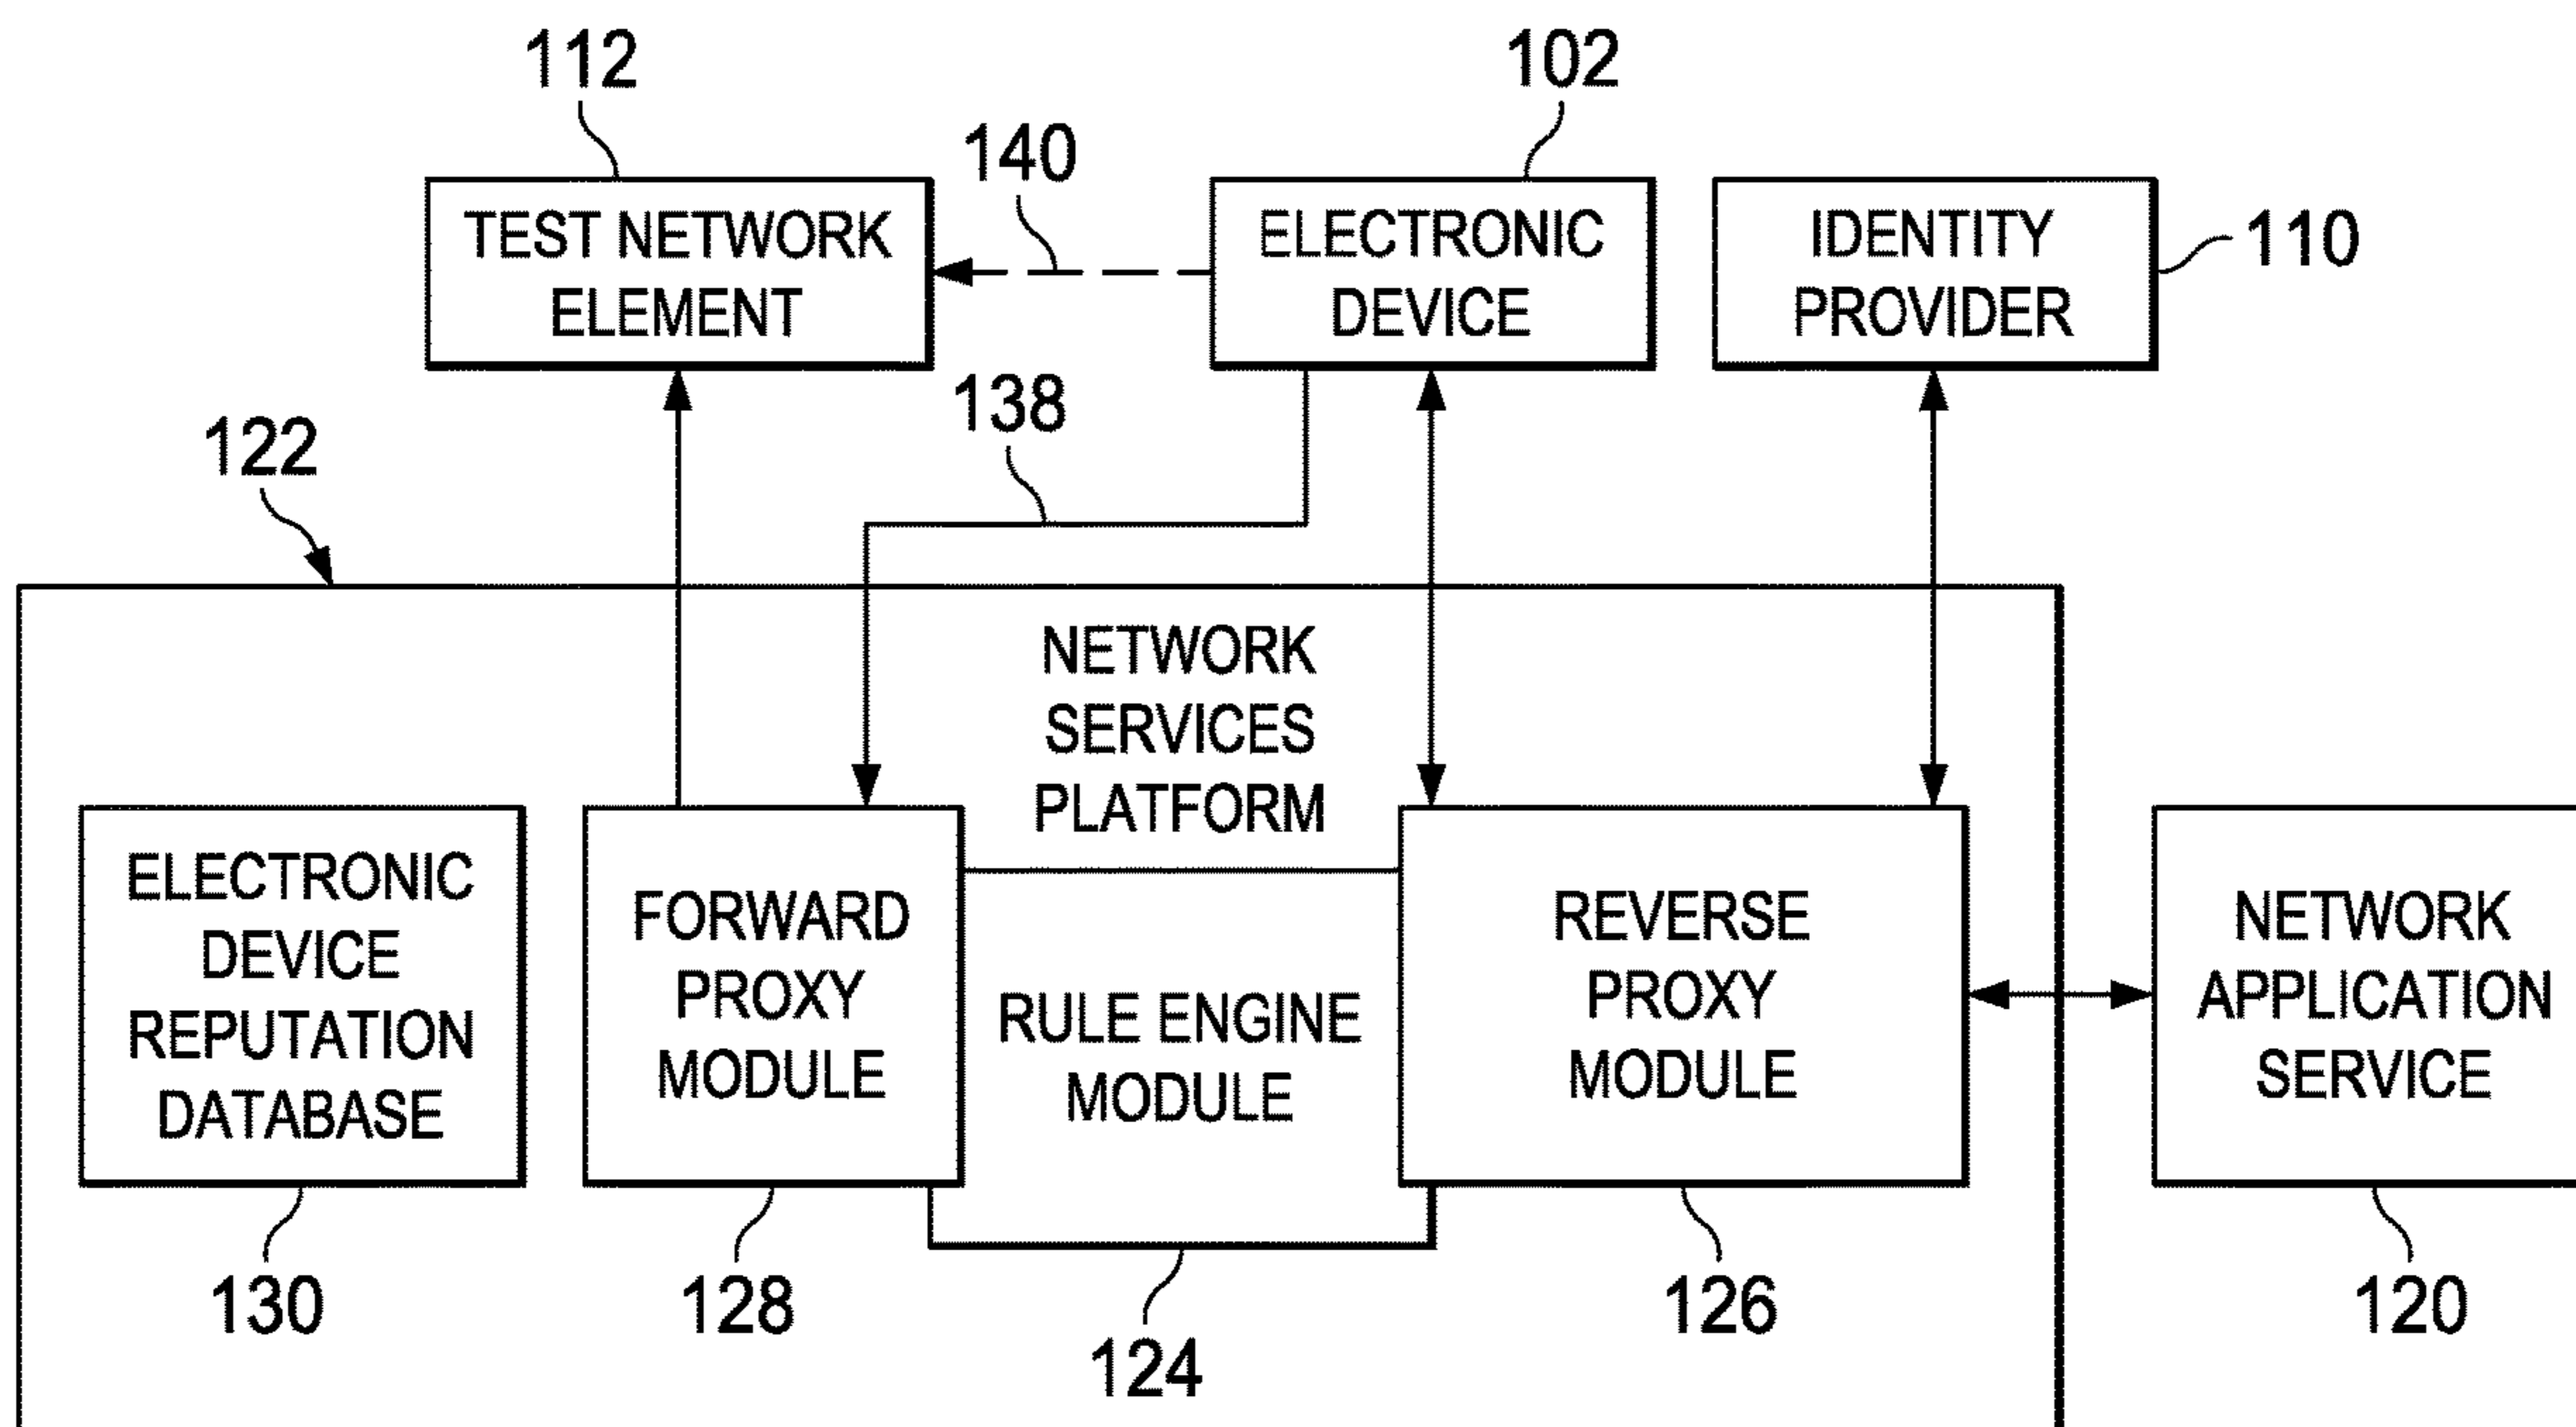 112
102
140
TEST NETWORK
ELEMENT
ELECTRONIC
DEVICE
IDENTITY
PROVIDER
110
138
122
NETWORK
SERVICES
PLATFORM
ELECTRONIC
DEVICE
REPUTATION
DATABASE
FORWARD
PROXY
MODULE
RULE ENGINE
MODULE
REVERSE
PROXY
MODULE
NETWORK
APPLICATION
SERVICE
130
128
124
126
120